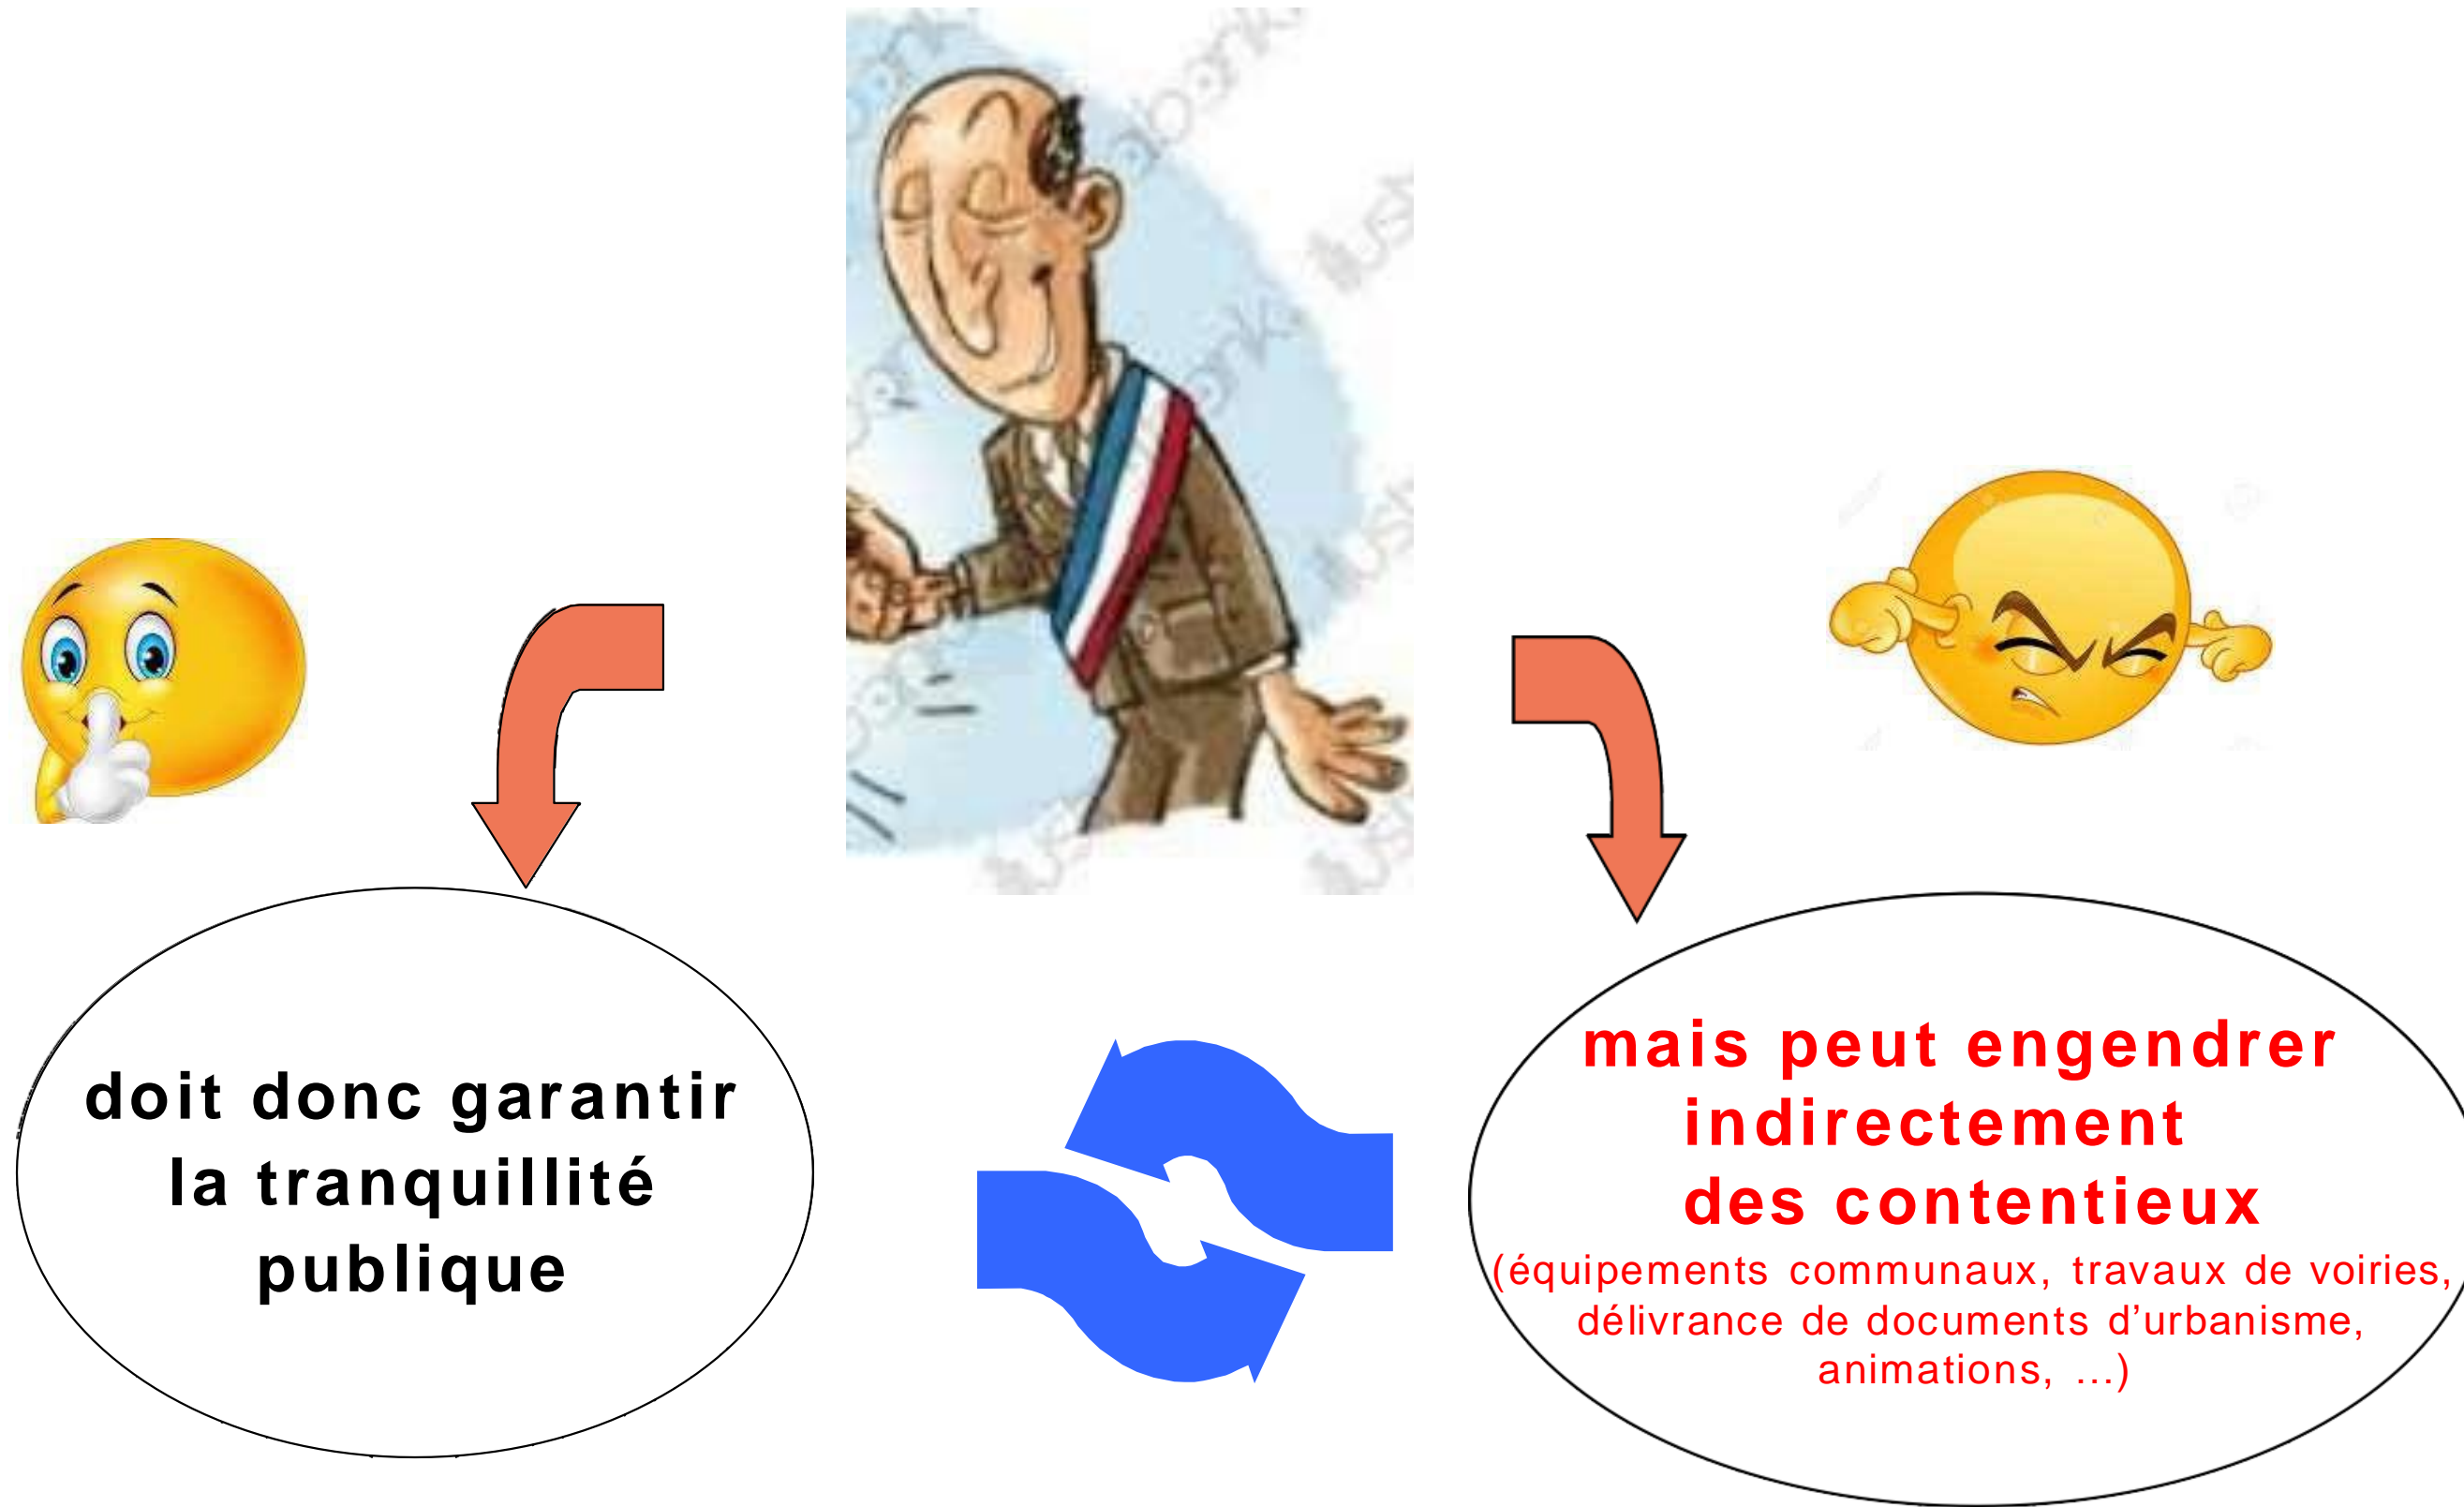 doit donc garantir
la tranquillité
publique
mais peut engendrer
indirectement
des contentieux
(équipements communaux, travaux de voiries,
délivrance de documents d’urbanisme,
animations, ...)